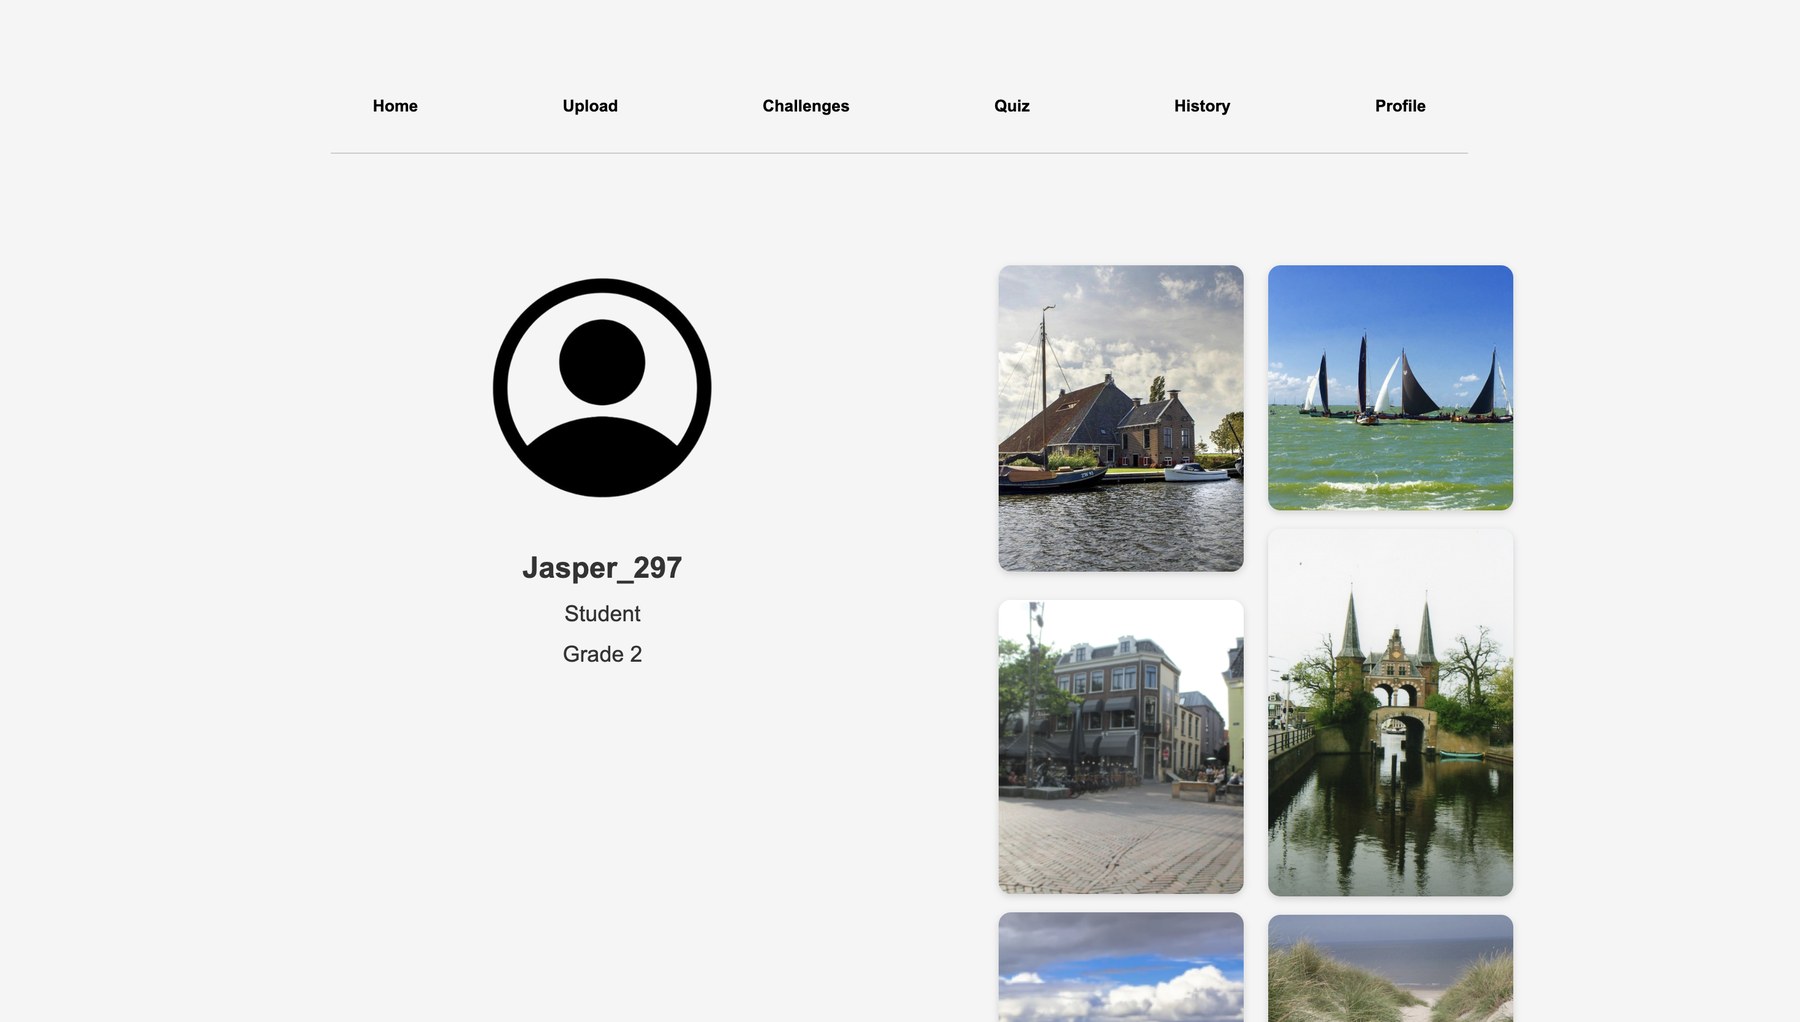 Home Upload Challenges Quiz History Profile
Jasper_297
Student
Grade 2